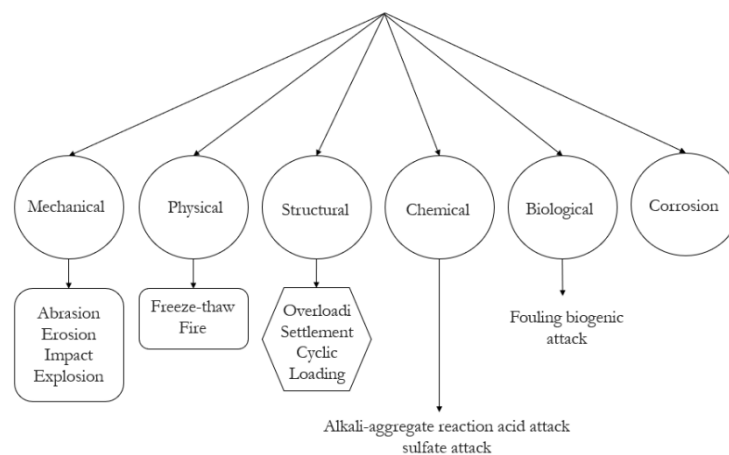 Mechanical
Physical
Structural
Chemical
Biological
Corrosion
Abrasion
Erosion
Impact
Explosion
Freeze-thaw
Fire
Overloadi
Settlement
Cyclic
Loading
Fouling biogenic
attack
Alkali-aggregate reaction acid attack
sulfate attack